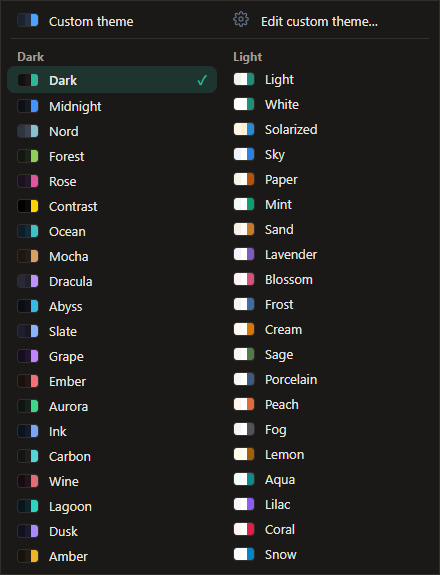 Custom theme
Edit custom theme...
Dark
Dark
Midnight
Nord
Forest
Rose
Contrast
Ocean
Mocha
Dracula
Abyss
Slate
Grape
Ember
Aurora
Ink
Carbon
Wine
Lagoon
Dusk
Amber
Light
Light
White
Solarized
Sky
Paper
Mint
Sand
Lavender
Blossom
Frost
Cream
Sage
Porcelain
Peach
Fog
Lemon
Aqua
Lilac
Coral
Snow